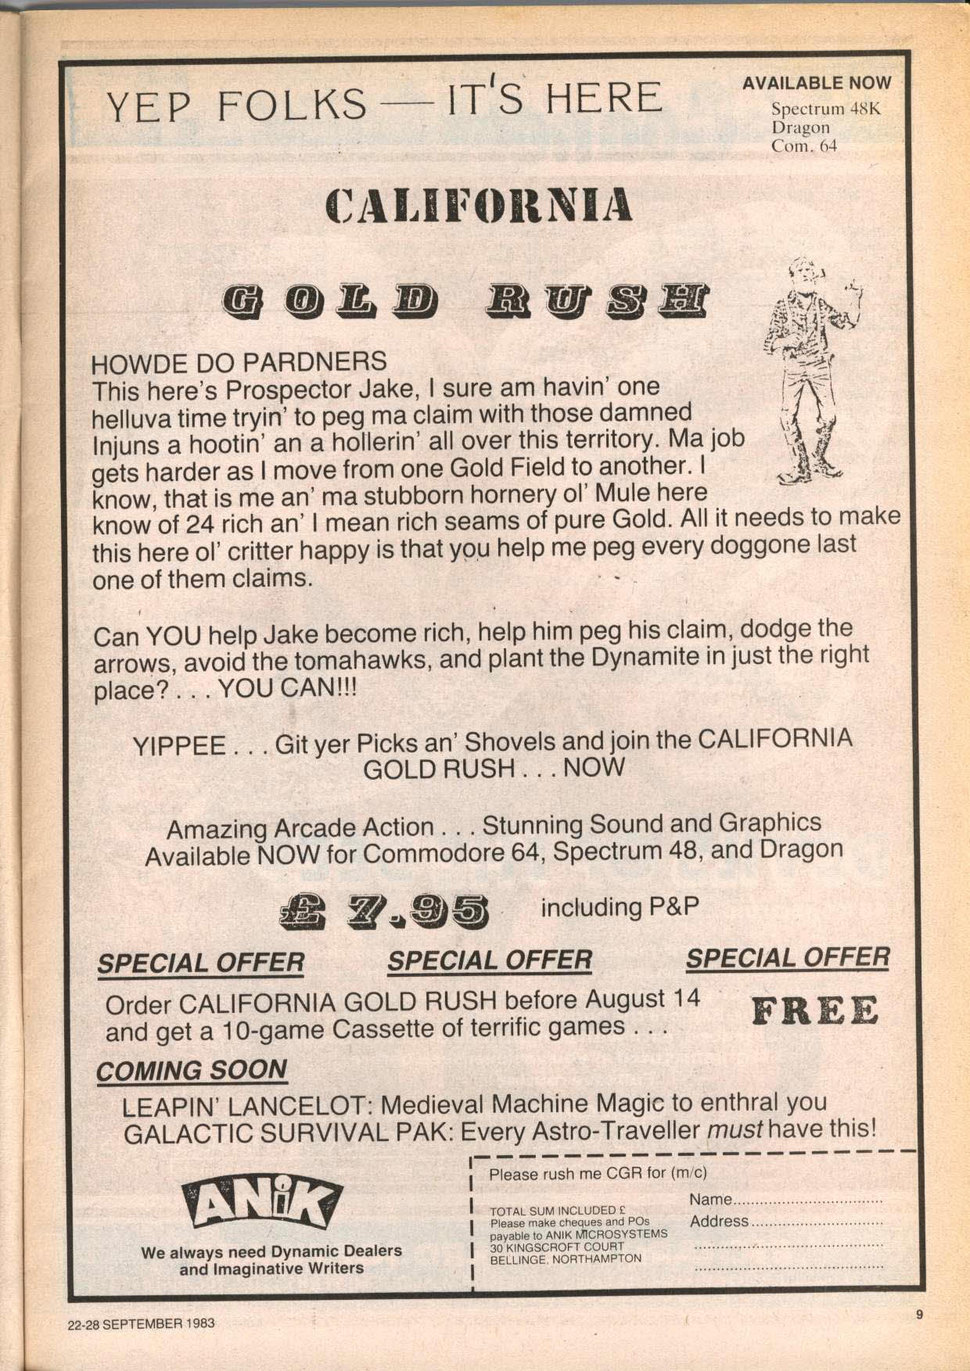 YEP FOLKS — IT'S HERE
AVAILABLE NOW
Spectrum 48K
Dragon
Com. 64
CALIFORNIA
GOLD RUSH
HOWDE DO PARDNERS
This here's Prospector Jake, I sure am havin' one
helluva time tryin' to peg ma claim with those damned
Injuns a hootin' an a hollerin' all over this territory. Ma job
gets harder as I move from one Gold Field to another. I
know, that is me an' ma stubborn hornery ol' Mule here
know of 24 rich an' I mean rich seams of pure Gold. All it needs to make
this here ol' critter happy is that you help me peg every doggone last
one of them claims.
Can YOU help Jake become rich, help him peg his claim, dodge the
arrows, avoid the tomahawks, and plant the Dynamite in just the right
place? . . . YOU CAN!!!
YIPPEE . . . Git yer Picks an' Shovels and join the CALIFORNIA
GOLD RUSH . . . NOW
Amazing Arcade Action . . . Stunning Sound and Graphics
Available NOW for Commodore 64, Spectrum 48, and Dragon
£ 7.95 including P&P
SPECIAL OFFER SPECIAL OFFER SPECIAL OFFER
Order CALIFORNIA GOLD RUSH before August 14
and get a 10-game Cassette of terrific games . . .
FREE
COMING SOON
LEAPIN' LANCELOT: Medieval Machine Magic to enthral you
GALACTIC SURVIVAL PAK: Every Astro-Traveller must have this!
ANiK
We always need Dynamic Dealers
and Imaginative Writers
Please rush me CGR for (m/c)
TOTAL SUM INCLUDED £
Please make cheques and POs
payable to ANIK MICROSYSTEMS
30 KINGSCROFT COURT
BELLINGE, NORTHAMPTON
Name..................................
Address..............................
22-28 SEPTEMBER 1983
9